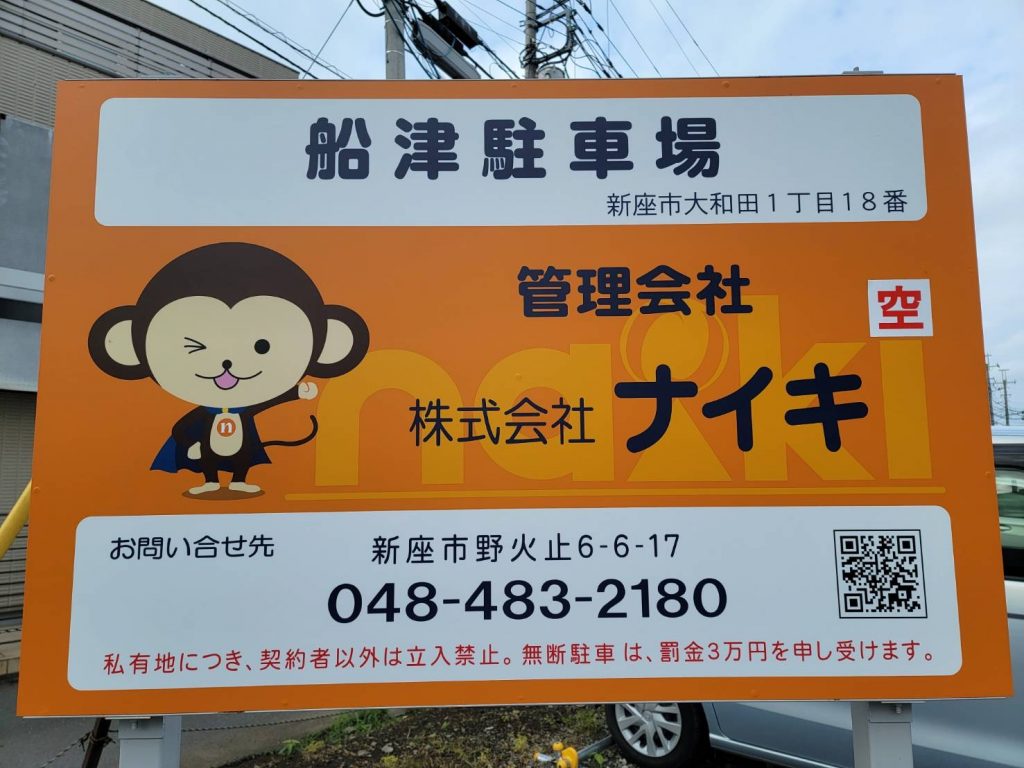 船津駐車場
新座市大和田1丁目18番
管理会社
空
naiki
株式会社 ナイキ
n
お問い合せ先
新座市野火止6-6-17
048-483-2180
私有地につき、契約者以外は立入禁止。無断駐車は、罰金3万円を申し受けます。